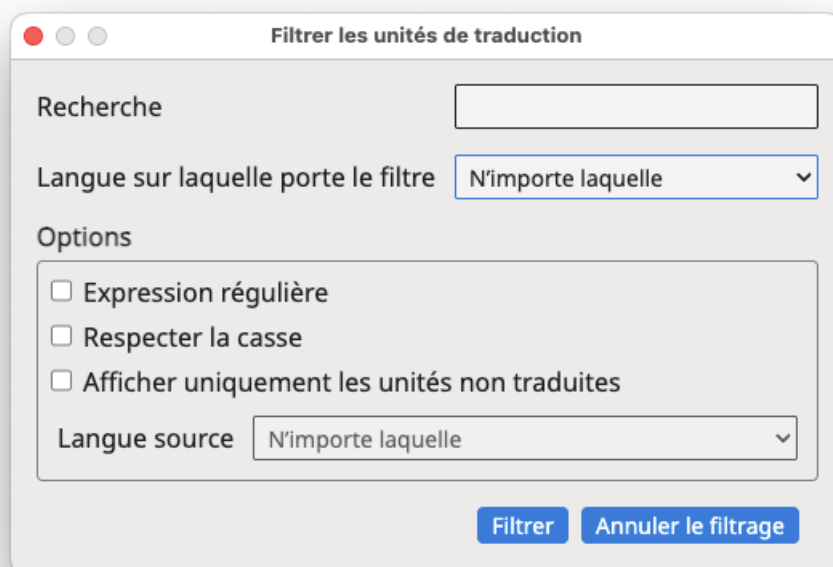 Filtrer les unités de traduction
Recherche
Langue sur laquelle porte le filtre N'importe laquelle
Options
Expression régulière
Respecter la casse
Afficher uniquement les unités non traduites
Langue source N'importe laquelle
Filtrer Annuler le filtrage